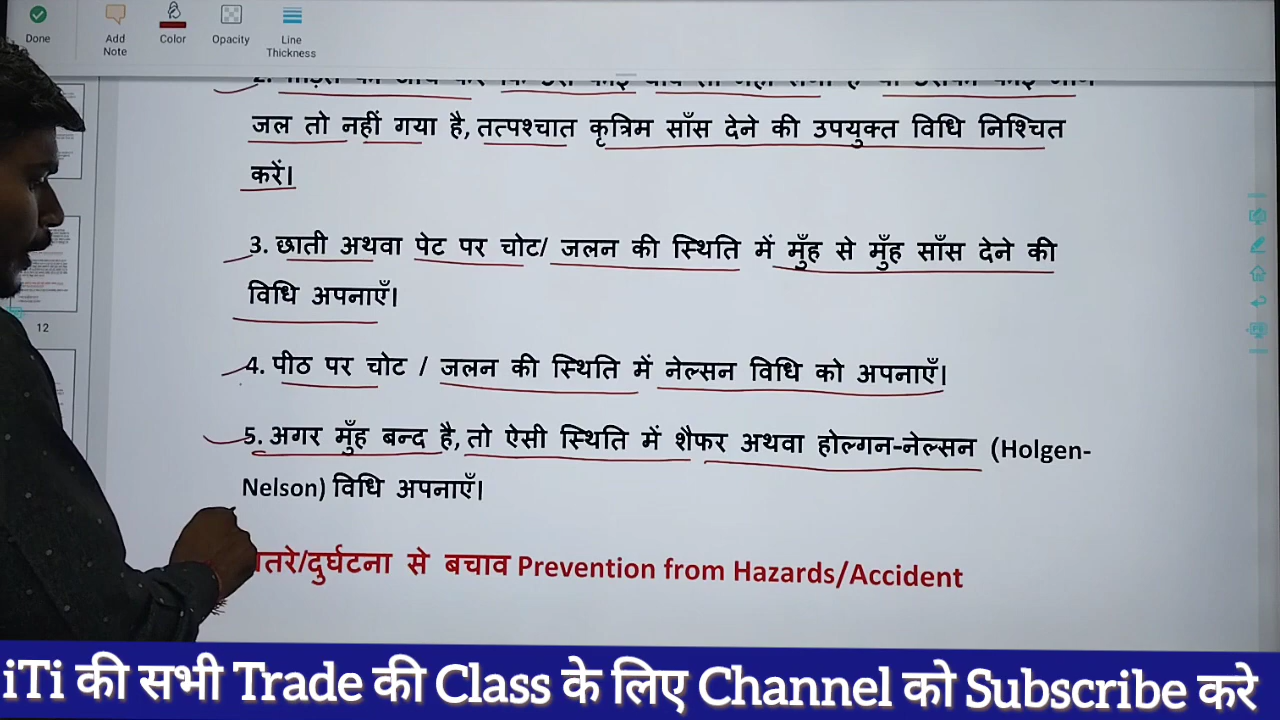 Done
Add Note
Color
Opacity
Line Thickness
जल तो नहीं गया है, तत्पश्चात कृत्रिम साँस देने की उपयुक्त विधि निश्चित
करें।
3. छाती अथवा पेट पर चोट/ जलन की स्थिति में मुँह से मुँह साँस देने की
विधि अपनाएँ।
4. पीठ पर चोट / जलन की स्थिति में नेल्सन विधि को अपनाएँ।
5. अगर मुँह बन्द है, तो ऐसी स्थिति में शैफर अथवा होल्गन-नेल्सन (Holgen-
Nelson) विधि अपनाएँ।
से बचाव Prevention from Hazards/Accident
12
iTi की सभी Trade की Class के लिए Channel को Subscribe करे